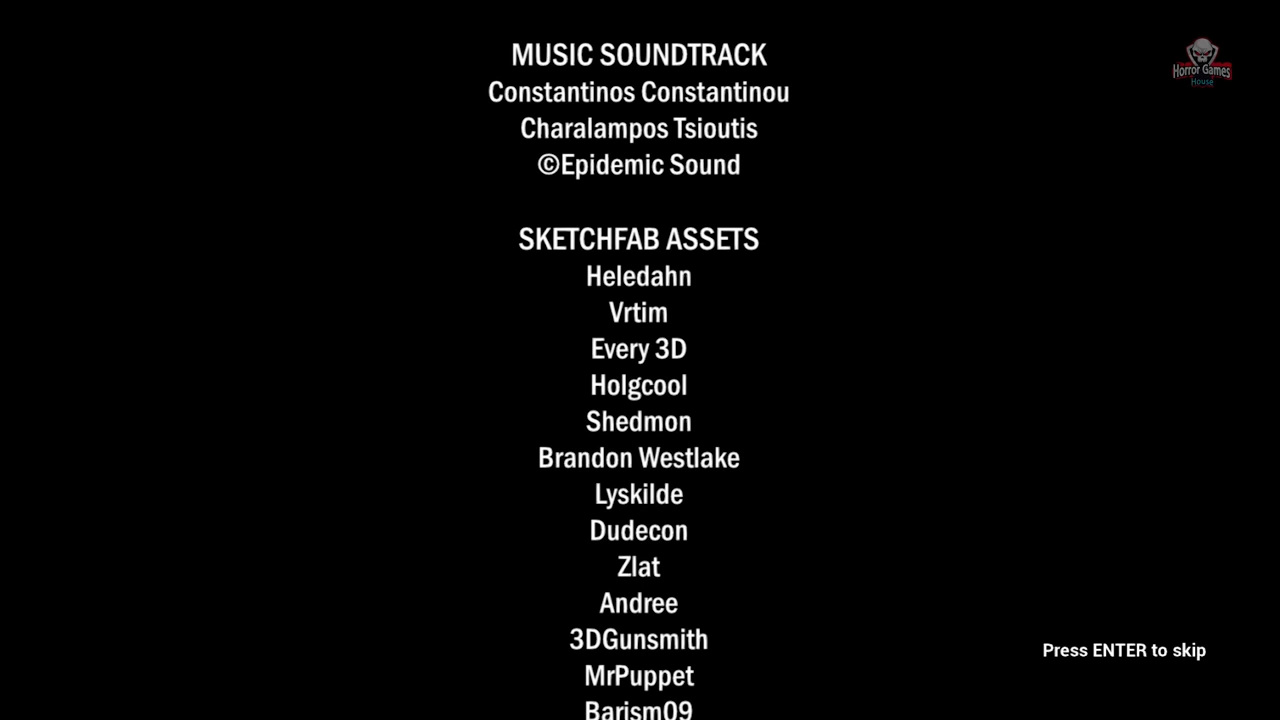 MUSIC SOUNDTRACK
Constantinos Constantinou
Charalampos Tsioutis
©Epidemic Sound
SKETCHFAB ASSETS
Heledahn
Vrtim
Every 3D
Holgcool
Shedmon
Brandon Westlake
Lyskilde
Dudecon
Zlat
Andree
3DGunsmith
MrPuppet
Barism09
Horror Games
House
Press ENTER to skip